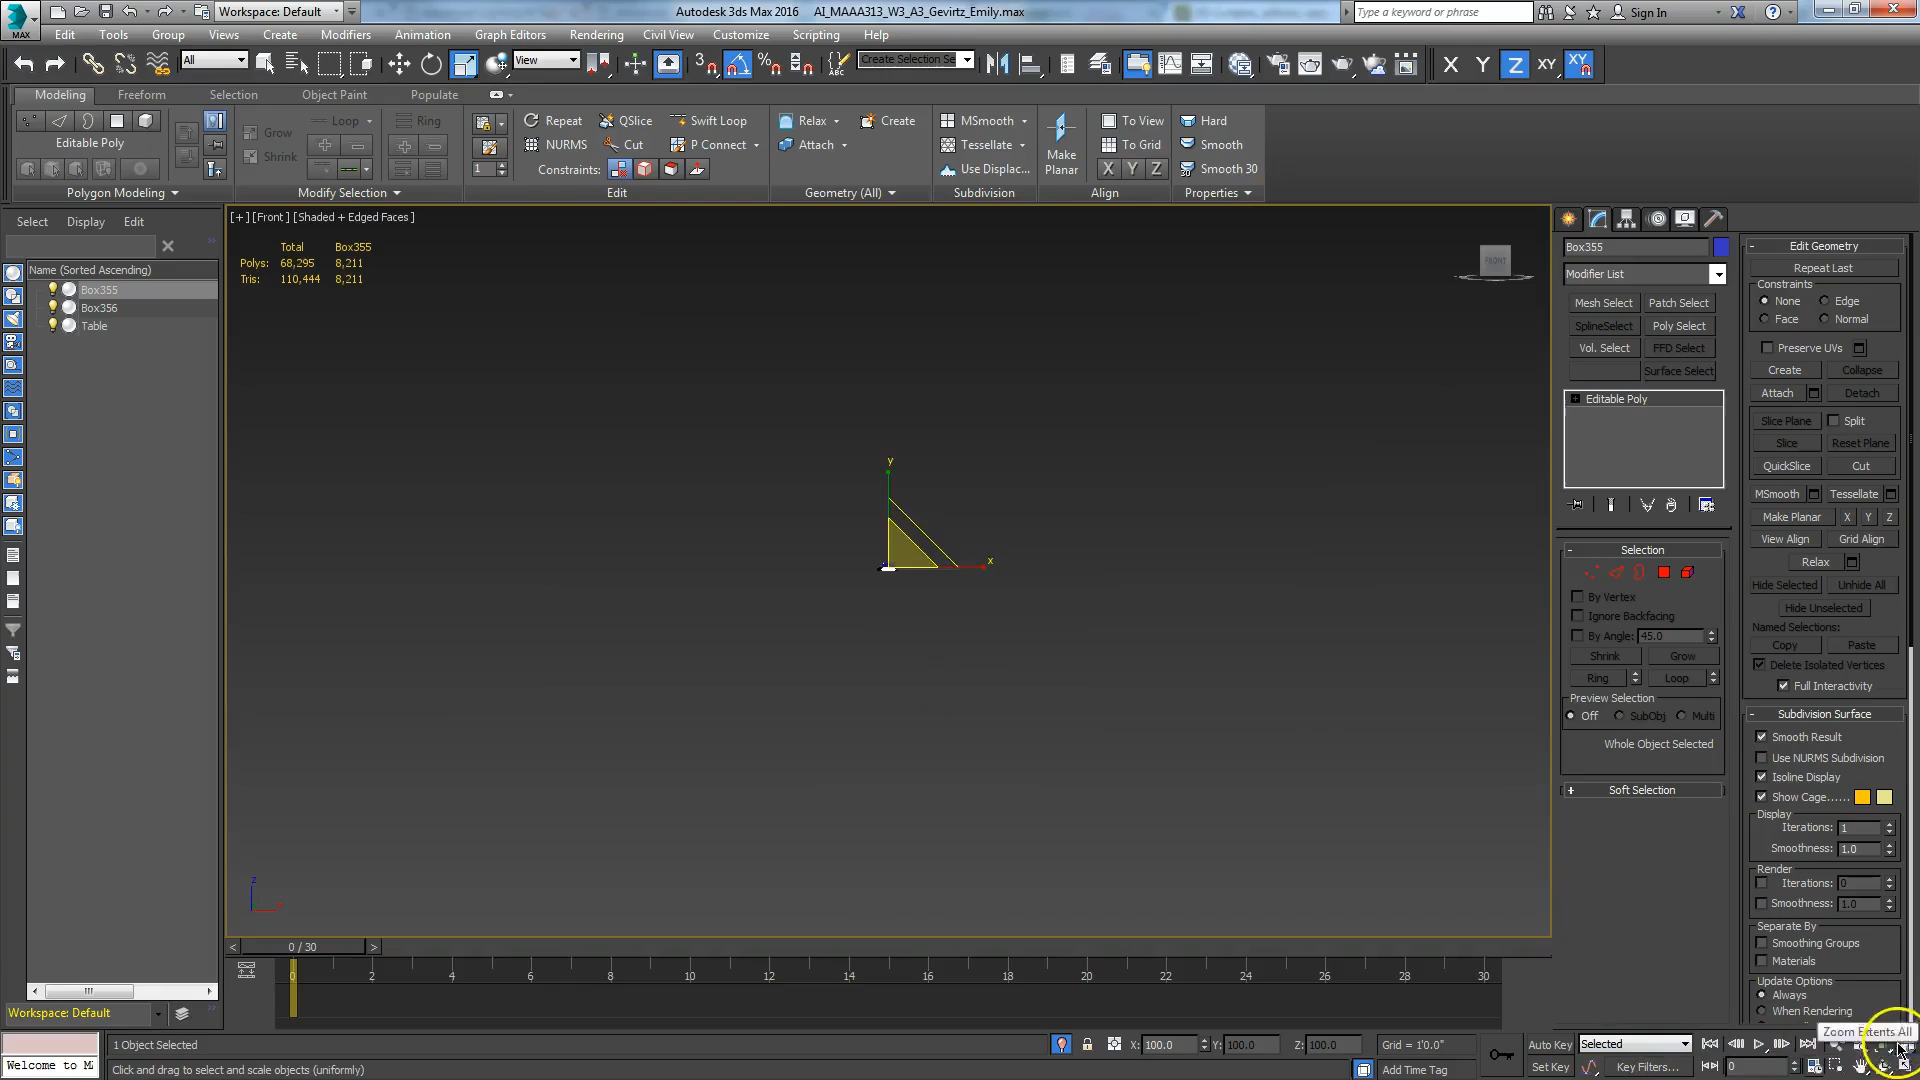 MAX
Workspace: Default
Autodesk 3ds Max 2016
AI_MAAA313_W3_A3_Gevirtz_Emily.max
Type a keyword or phrase
Sign In
Edit Tools Group Views Create Modifiers Animation Graph Editors Rendering Civil View Customize Scripting Help
All
View
Create Selection Se
X Y Z XY XY
Modeling Freeform Selection Object Paint Populate
Grow Loop Ring Repeat QSlice Swift Loop Relax Create MSmooth To View Hard
Editable Poly Shrink NURMS Cut P Connect Attach Tessellate Make Planar To Grid Smooth
1 Constraints: Use Displac... X Y Z Smooth 30
Polygon Modeling Modify Selection Edit Geometry (All) Subdivision Align Properties
Select Display Edit
Name (Sorted Ascending)
Box355
Box356
Table
[+] [Front ] [Shaded + Edged Faces ]
Total Box355
Polys: 68,295 8,211
Tris: 110,444 8,211
FRONT
y
x
z
Box355
Modifier List
Mesh Select Patch Select
SplineSelect Poly Select
Vol. Select FFD Select
Surface Select
Editable Poly
Selection
By Vertex
Ignore Backfacing
By Angle: 45.0
Shrink Grow
Ring Loop
Preview Selection
Off SubObj Multi
Whole Object Selected
Soft Selection
Edit Geometry
Repeat Last
Constraints
None Edge
Face Normal
Preserve UVs
Create Collapse
Attach Detach
Slice Plane Split
Slice Reset Plane
QuickSlice Cut
MSmooth Tessellate
Make Planar X Y Z
View Align Grid Align
Relax
Hide Selected Unhide All
Hide Unselected
Named Selections:
Copy Paste
Delete Isolated Vertices
Full Interactivity
Subdivision Surface
Smooth Result
Use NURMS Subdivision
Isoline Display
Show Cage......
Display
Iterations: 1
Smoothness: 1.0
Render
Iterations: 0
Smoothness: 1.0
Separate By
Smoothing Groups
Materials
Update Options
Always
When Rendering
Zoom Extents All
< 0 / 30 >
0 2 4 6 8 10 12 14 16 18 20 22 24 26 28 30
Workspace: Default
1 Object Selected
X: 100.0 Y: 100.0 Z: 100.0 Grid = 1'0.0"
Auto Key Selected
Welcome to M
Click and drag to select and scale objects (uniformly)
Add Time Tag
Set Key Key Filters... 0